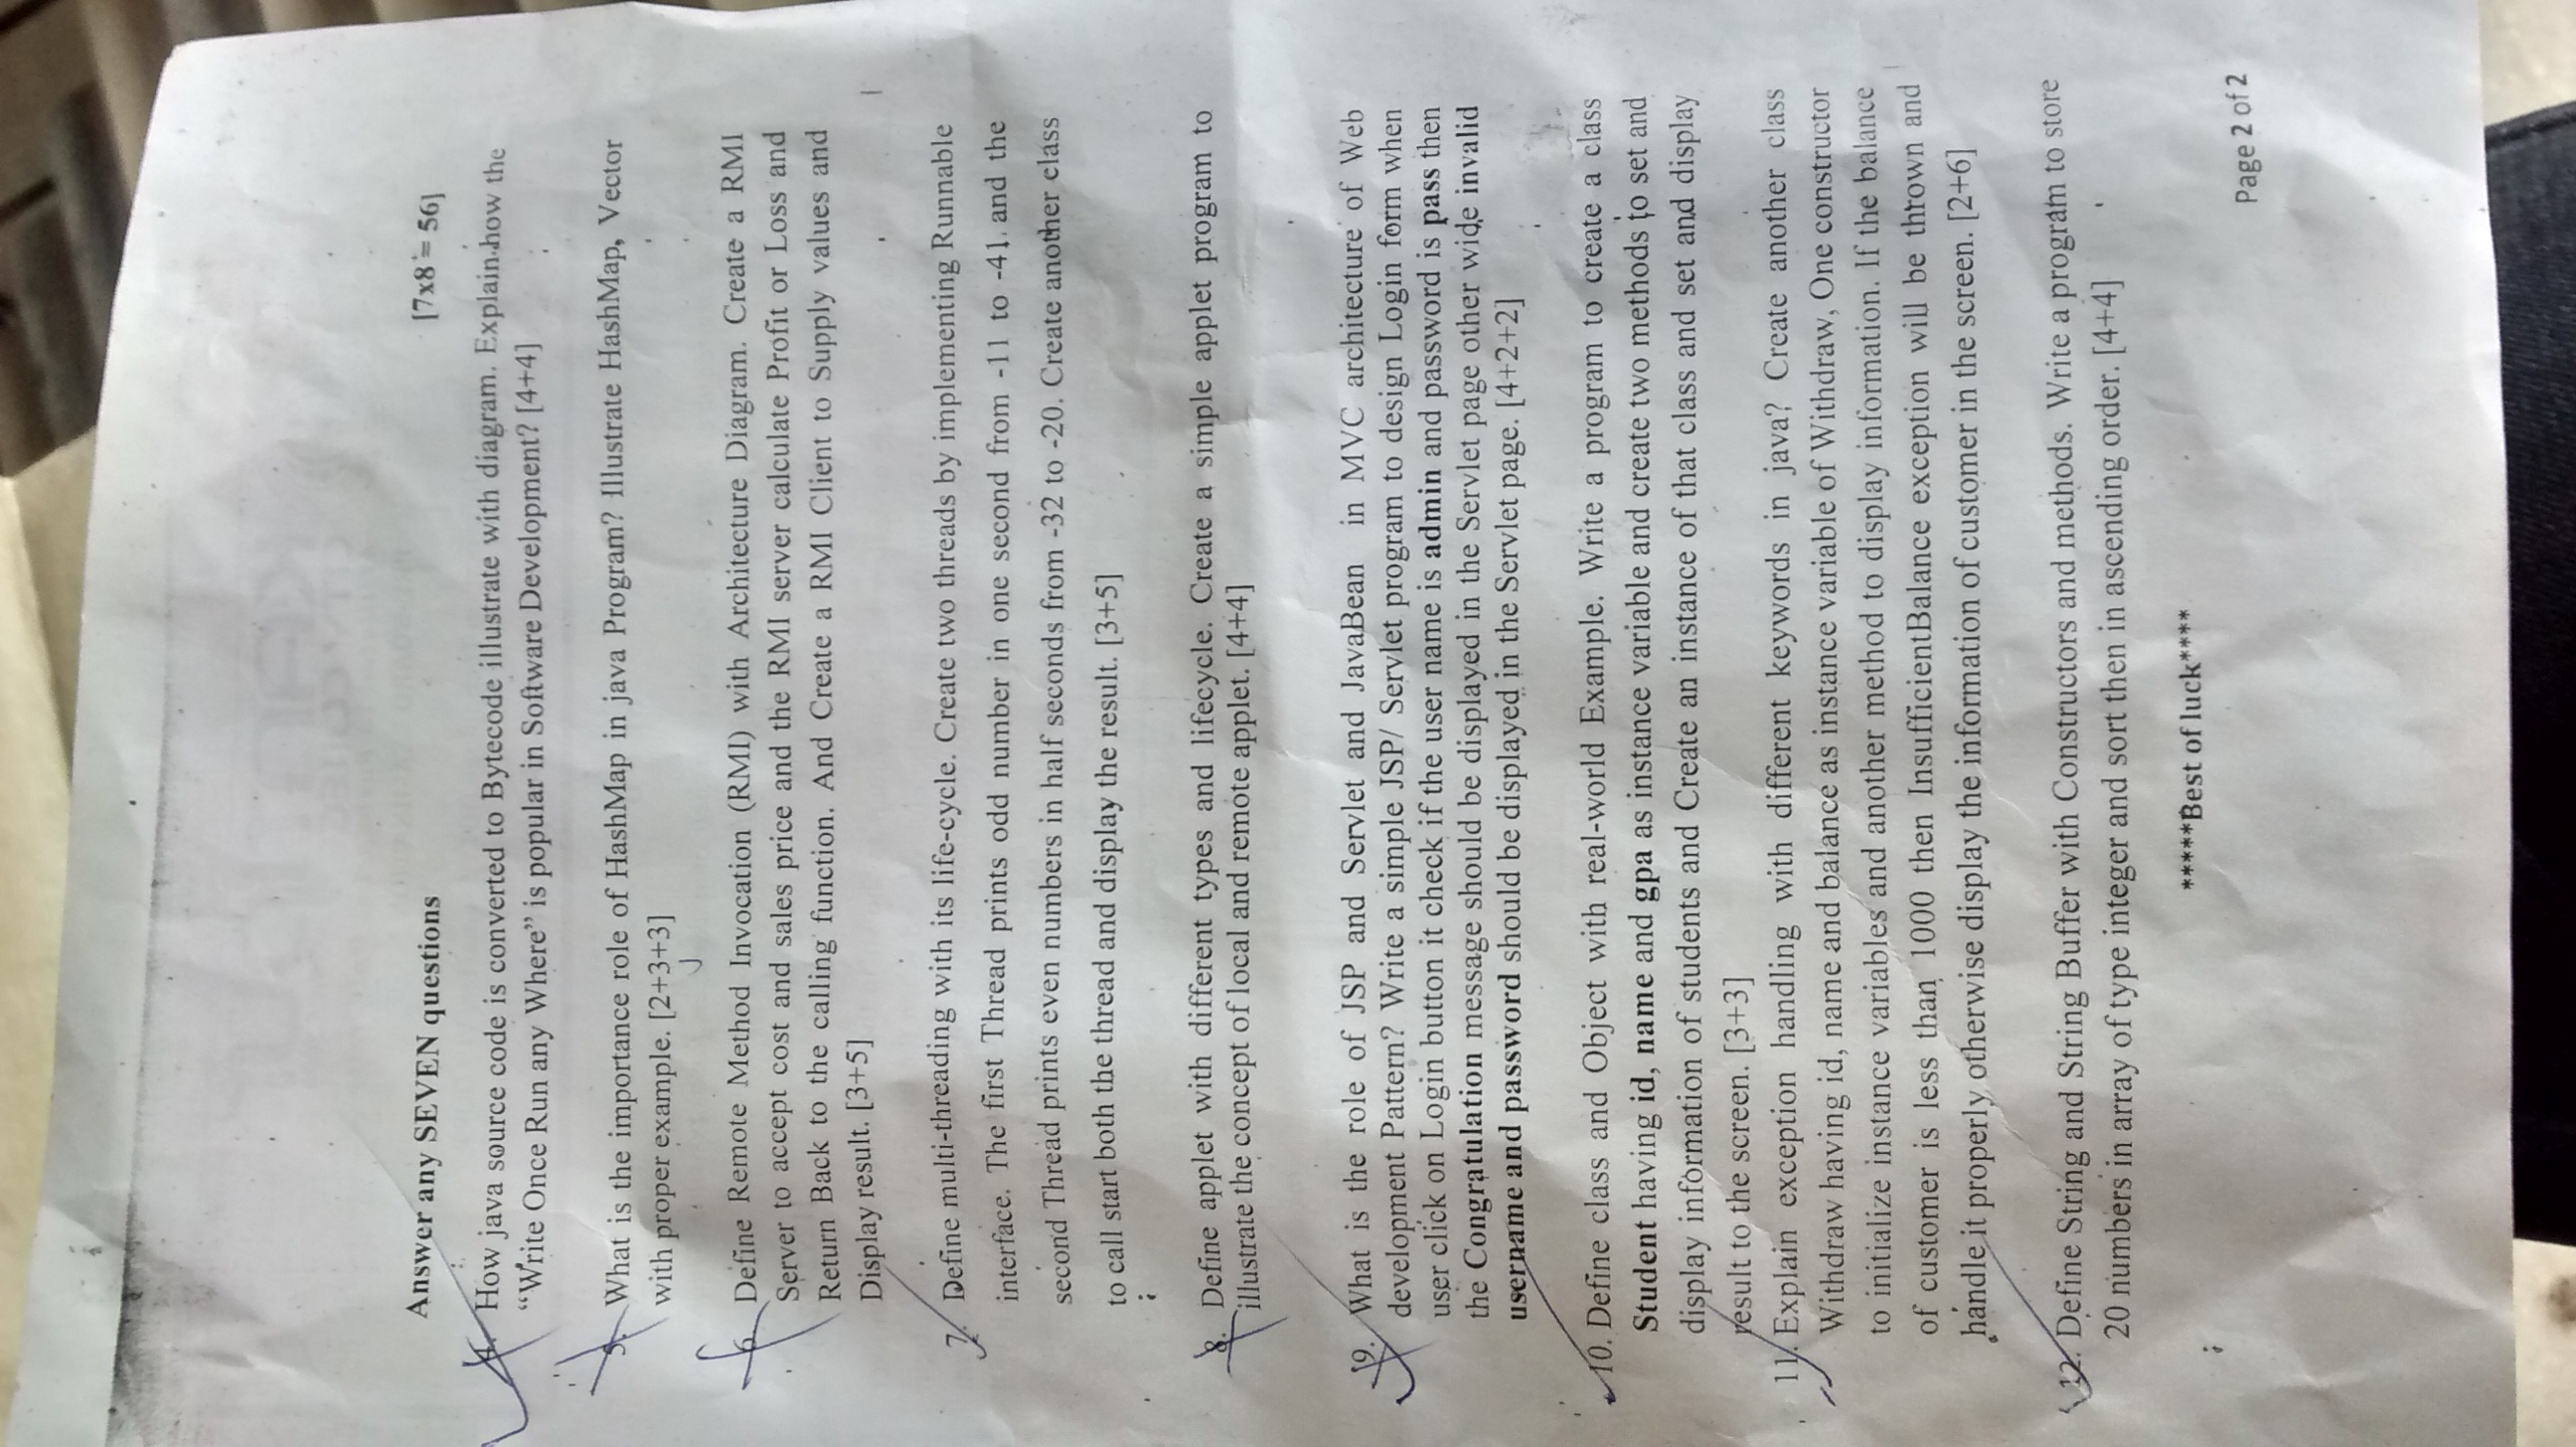 Answer any SEVEN questions [7x8 = 56]
4. How java source code is converted to Bytecode illustrate with diagram. Explain how the
“Write Once Run any Where” is popular in Software Development? [4+4]
5. What is the importance role of HashMap in java Program? Illustrate HashMap, Vector
with proper example. [2+3+3]
6. Define Remote Method Invocation (RMI) with Architecture Diagram. Create a RMI
Server to accept cost and sales price and the RMI server calculate Profit or Loss and
Return Back to the calling function. And Create a RMI Client to Supply values and
Display result. [3+5]
7. Define multi-threading with its life-cycle. Create two threads by implementing Runnable
interface. The first Thread prints odd number in one second from -11 to -41. and the
second Thread prints even numbers in half seconds from -32 to -20. Create another class
to call start both the thread and display the result. [3+5]
8. Define applet with different types and lifecycle. Create a simple applet program to
illustrate the concept of local and remote applet. [4+4]
9. What is the role of JSP and Servlet and JavaBean in MVC architecture of Web
development Pattern? Write a simple JSP/ Servlet program to design Login form when
user click on Login button it check if the user name is admin and password is pass then
the Congratulation message should be displayed in the Servlet page other wide invalid
username and password should be displayed in the Servlet page. [4+2+2]
10. Define class and Object with real-world Example. Write a program to create a class
Student having id, name and gpa as instance variable and create two methods to set and
display information of students and Create an instance of that class and set and display
result to the screen. [3+3]
11. Explain exception handling with different keywords in java? Create another class
Withdraw having id, name and balance as instance variable of Withdraw, One constructor
to initialize instance variables and another method to display information. If the balance
of customer is less than 1000 then InsufficientBalance exception will be thrown and
handle it properly otherwise display the information of customer in the screen. [2+6]
12. Define String and String Buffer with Constructors and methods. Write a program to store
20 numbers in array of type integer and sort then in ascending order. [4+4]
*****Best of luck****
Page 2 of 2